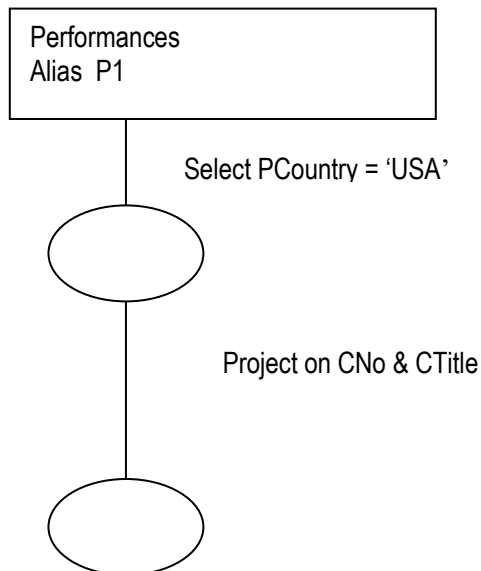 Performances
Alias P1
Select PCountry = ‘USA’
Project on CNo & CTitle